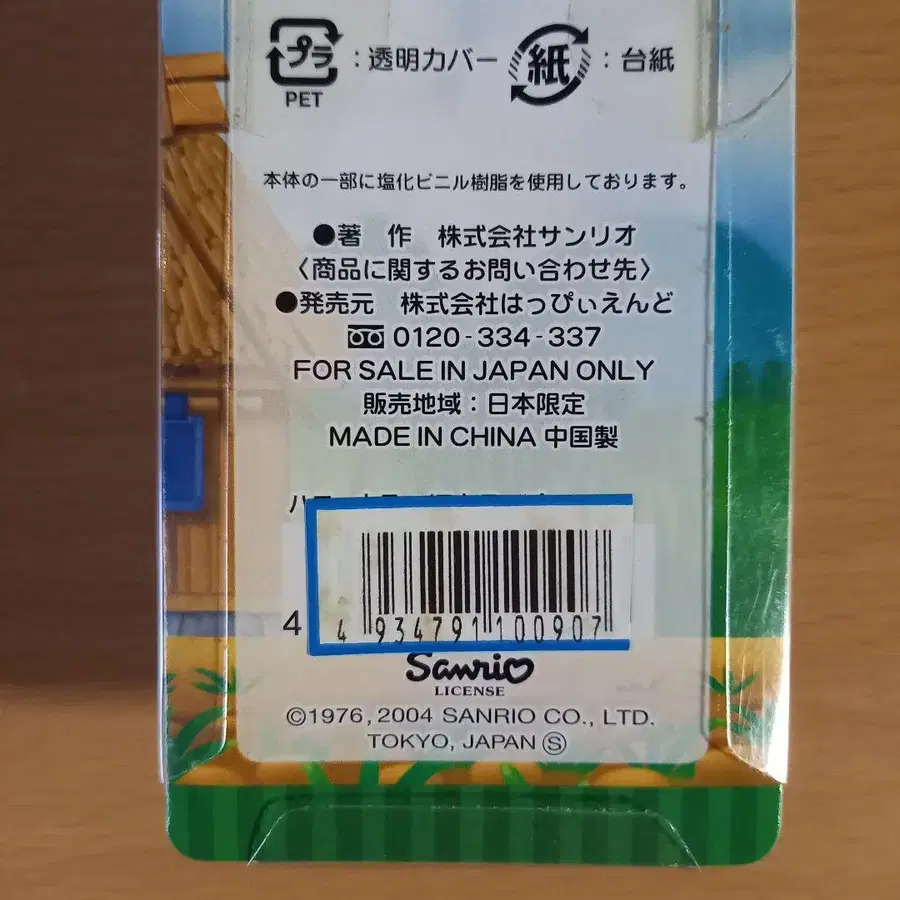 プラ PET :透明カバー 紙 :台紙
本体の一部に塩化ビニル樹脂を使用しております。
●著 作 株式会社サンリオ
〈商品に関するお問い合わせ先〉
●発売元 株式会社はっぴぃえんど
0120-334-337
FOR SALE IN JAPAN ONLY
販売地域:日本限定
MADE IN CHINA 中国製
4
4 934791 100907
Sanrio
LICENSE
©1976, 2004 SANRIO CO., LTD.
TOKYO, JAPAN Ⓢ